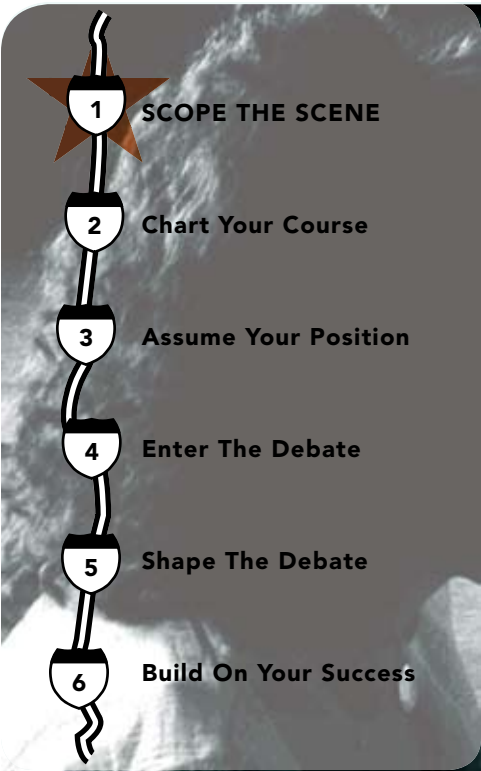 1 SCOPE THE SCENE
2 Chart Your Course
3 Assume Your Position
4 Enter The Debate
5 Shape The Debate
6 Build On Your Success